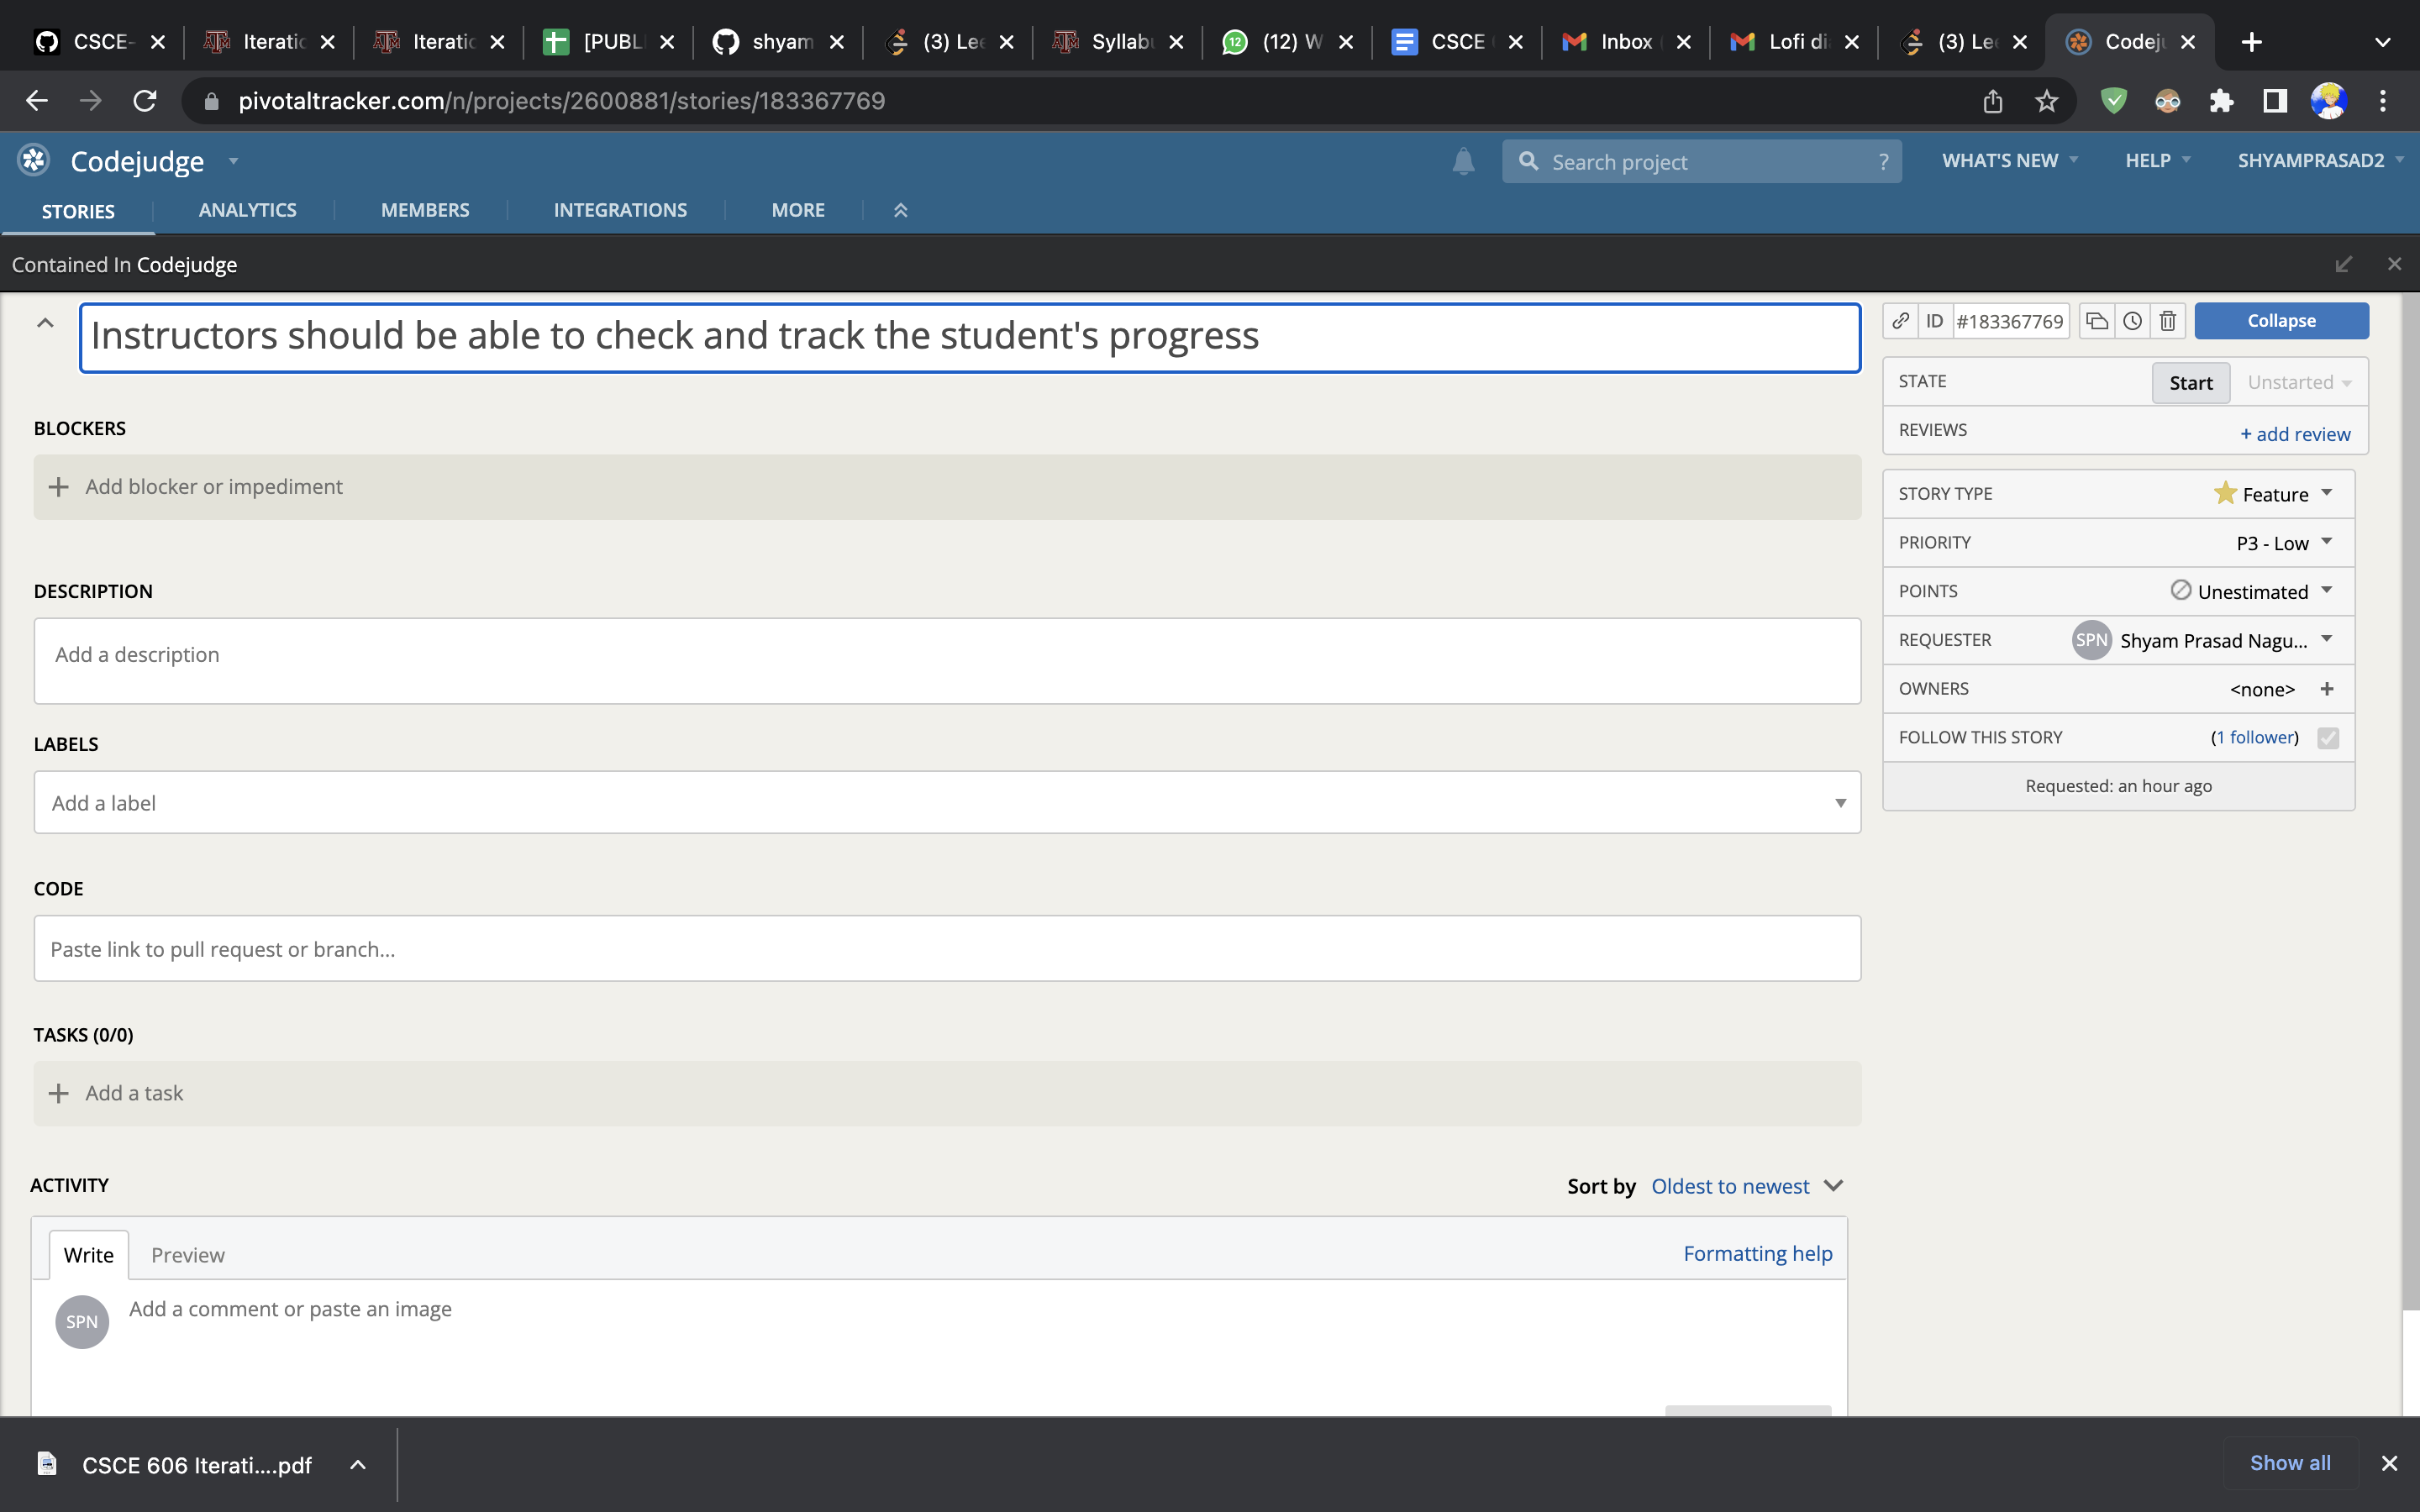 CSCE- Iteratic Iteratic [PUBL shyam (3) Lee Syllabu (12) W CSCE Inbox Lofi di (3) Lee Codeju
pivotaltracker.com/n/projects/2600881/stories/183367769
Codejudge Search project ? WHAT'S NEW HELP SHYAMPRASAD2
STORIES ANALYTICS MEMBERS INTEGRATIONS MORE
Contained In Codejudge
Instructors should be able to check and track the student's progress
ID #183367769 Collapse
STATE Start Unstarted
REVIEWS + add review
BLOCKERS
+ Add blocker or impediment
STORY TYPE Feature
PRIORITY P3 - Low
POINTS Unestimated
REQUESTER SPN Shyam Prasad Nagu...
OWNERS <none> +
FOLLOW THIS STORY (1 follower)
Requested: an hour ago
DESCRIPTION
Add a description
LABELS
Add a label
CODE
Paste link to pull request or branch...
TASKS (0/0)
+ Add a task
ACTIVITY Sort by Oldest to newest
Write Preview Formatting help
SPN Add a comment or paste an image
CSCE 606 Iterati....pdf Show all